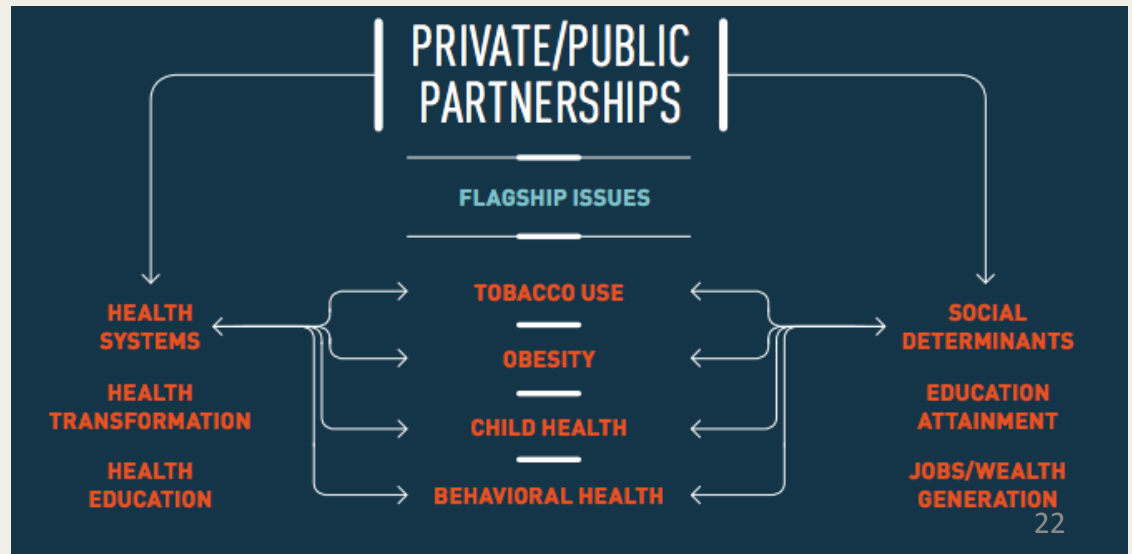 PRIVATE/PUBLIC
PARTNERSHIPS
FLAGSHIP ISSUES
HEALTH
SYSTEMS
HEALTH
TRANSFORMATION
HEALTH
EDUCATION
TOBACCO USE
OBESITY
CHILD HEALTH
BEHAVIORAL HEALTH
SOCIAL
DETERMINANTS
EDUCATION
ATTAINMENT
JOBS/WEALTH
GENERATION
22